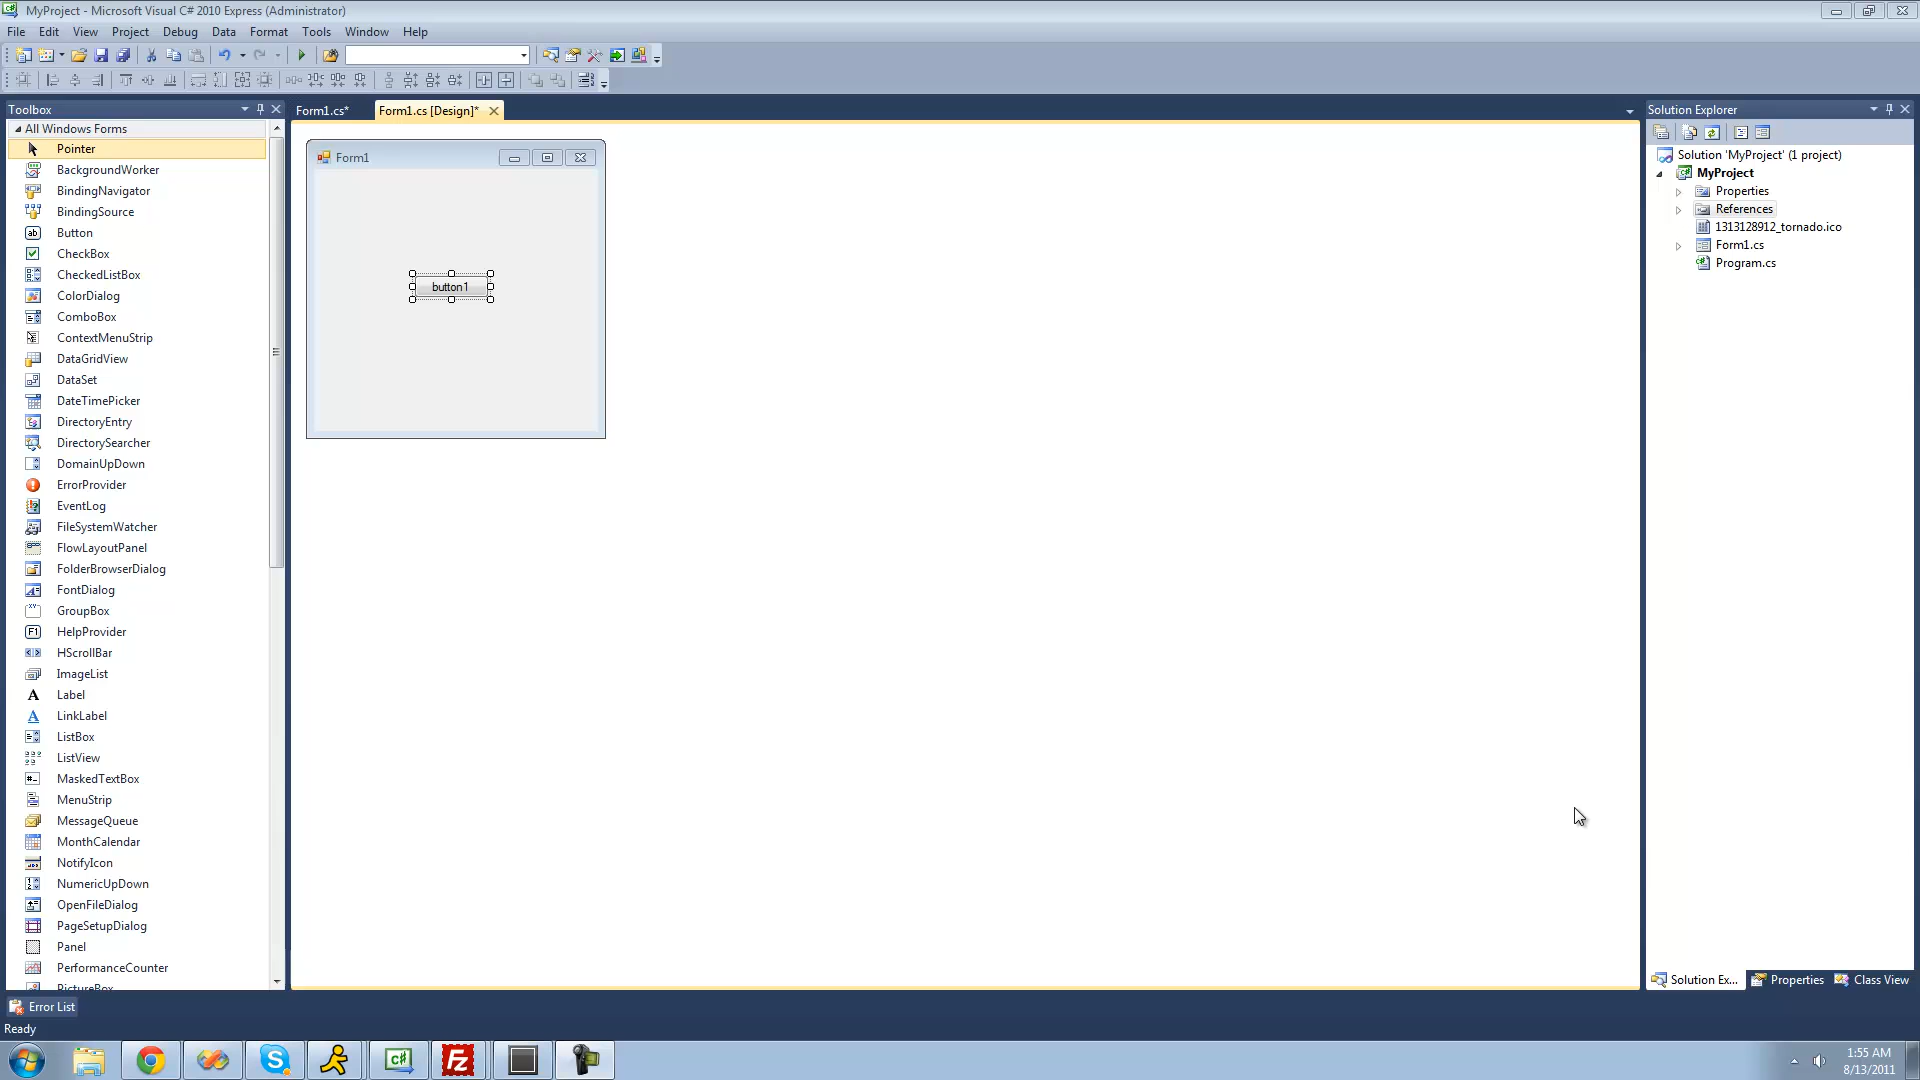 MyProject - Microsoft Visual C# 2010 Express (Administrator)
File Edit View Project Debug Data Format Tools Window Help
Toolbox
All Windows Forms
Pointer
BackgroundWorker
BindingNavigator
BindingSource
Button
CheckBox
CheckedListBox
ColorDialog
ComboBox
ContextMenuStrip
DataGridView
DataSet
DateTimePicker
DirectoryEntry
DirectorySearcher
DomainUpDown
ErrorProvider
EventLog
FileSystemWatcher
FlowLayoutPanel
FolderBrowserDialog
FontDialog
GroupBox
HelpProvider
HScrollBar
ImageList
Label
LinkLabel
ListBox
ListView
MaskedTextBox
MenuStrip
MessageQueue
MonthCalendar
NotifyIcon
NumericUpDown
OpenFileDialog
PageSetupDialog
Panel
PerformanceCounter
PictureBox
Form1.cs* Form1.cs [Design]*
Form1
button1
Solution Explorer
Solution 'MyProject' (1 project)
MyProject
Properties
References
1313128912_tornado.ico
Form1.cs
Program.cs
Solution Ex... Properties Class View
Error List
Ready
1:55 AM
8/13/2011